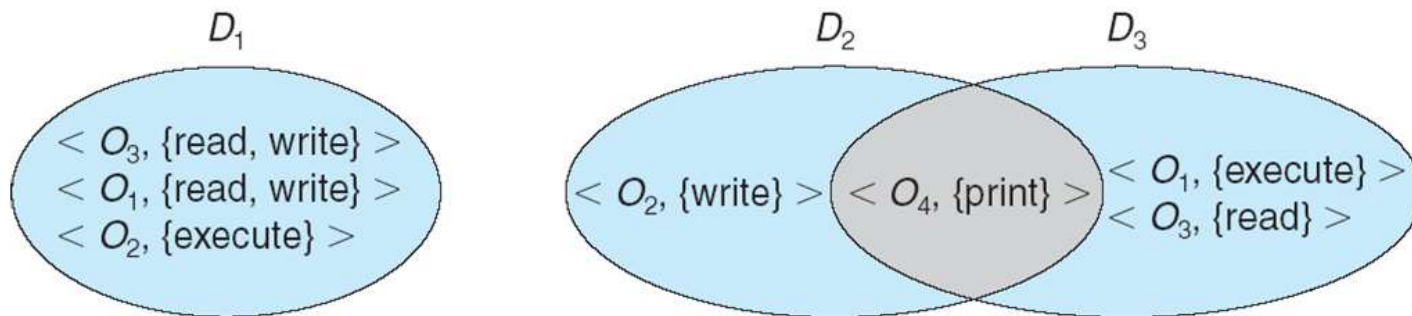 D₁
D₂
D₃
< O₃, {read, write} >
< O₁, {read, write} >
< O₂, {execute} >
< O₂, {write} >
< O₄, {print} >
< O₁, {execute} >
< O₃, {read} >